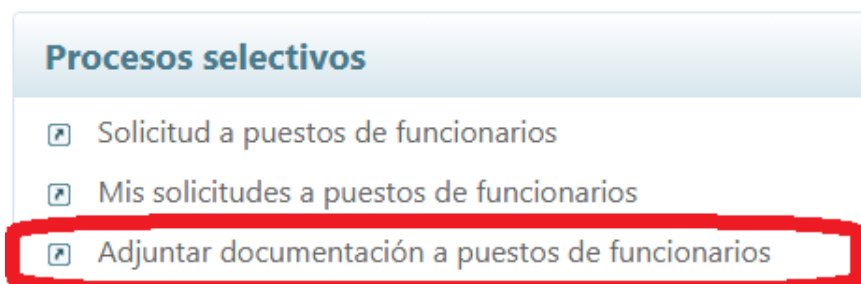 Procesos selectivos
Solicitud a puestos de funcionarios
Mis solicitudes a puestos de funcionarios
Adjuntar documentación a puestos de funcionarios